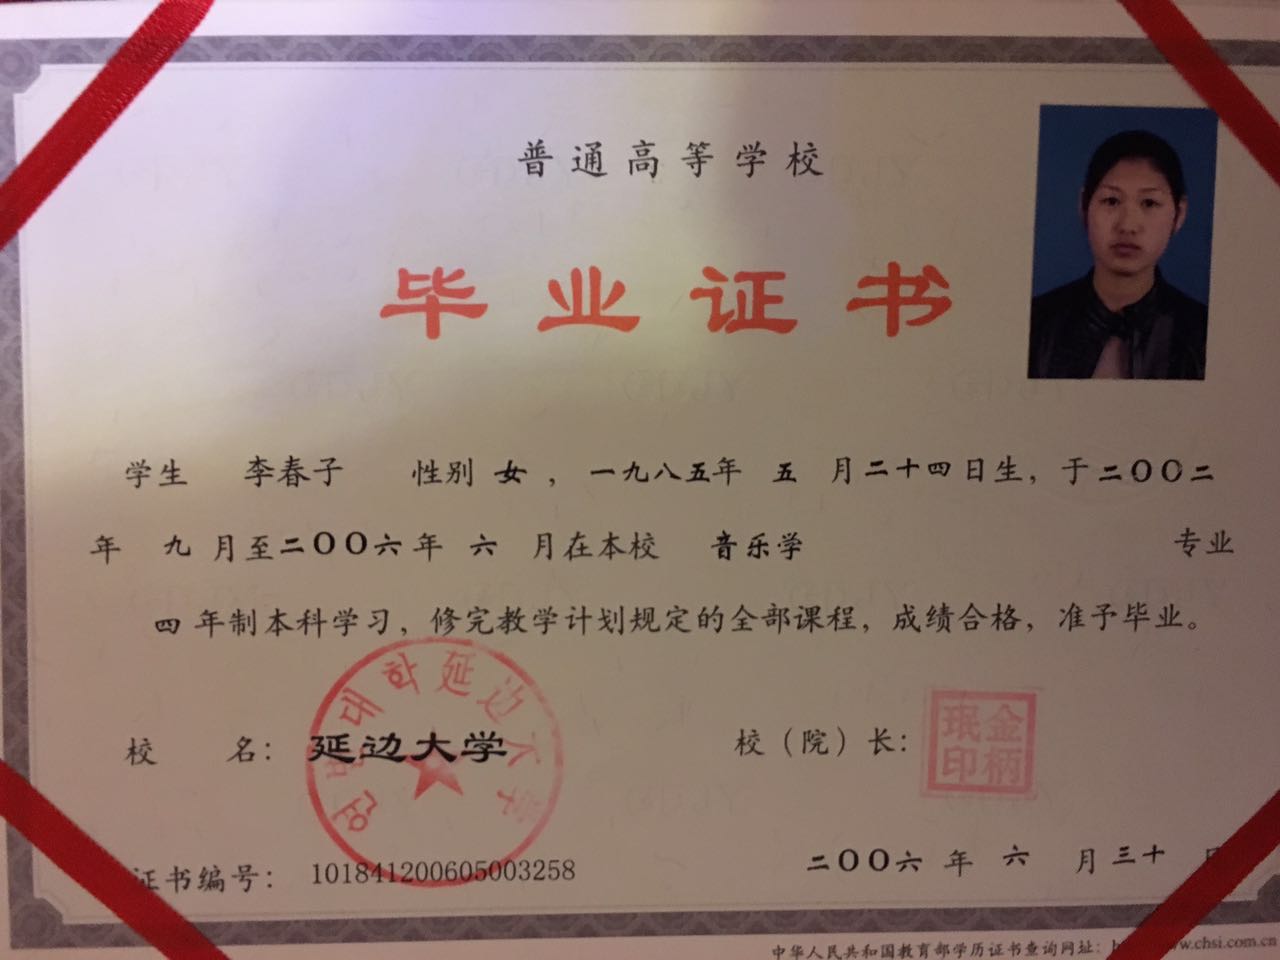 普通高等学校
毕业证书
学生 李春子 性别 女，一九八五年 五 月二十四日生，于二〇〇二
年 九 月至二〇〇六年 六 月在本校 音乐学 专业
四 年制本科学习，修完教学计划规定的全部课程，成绩合格，准予毕业。
校 名：延边大学
연변대학延边大学
校（院）长：
金柄珉印
证书编号：101841200605003258
二〇〇六 年 六 月三十 日
中华人民共和国教育部学历证书查询网址：www.chsi.com.cn